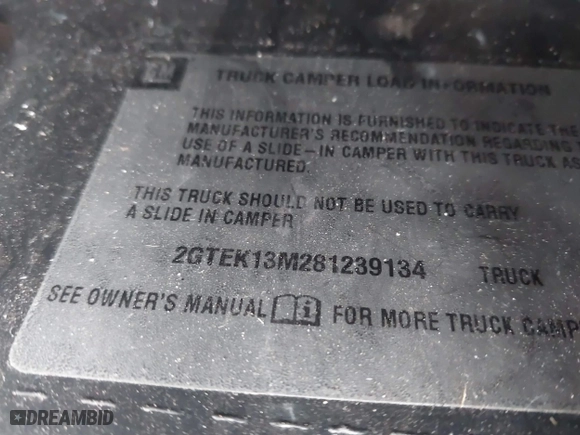 GM
TRUCK CAMPER LOAD INFORMATION
THIS INFORMATION IS FURNISHED TO INDICATE THE
MANUFACTURER'S RECOMMENDATION REGARDING
USE OF A SLIDE-IN CAMPER WITH THIS TRUCK AS
MANUFACTURED.
THIS TRUCK SHOULD NOT BE USED TO CARRY
A SLIDE IN CAMPER
2GTEK13M281239134 TRUCK
SEE OWNER'S MANUAL i FOR MORE TRUCK CAMP
DREAMBID